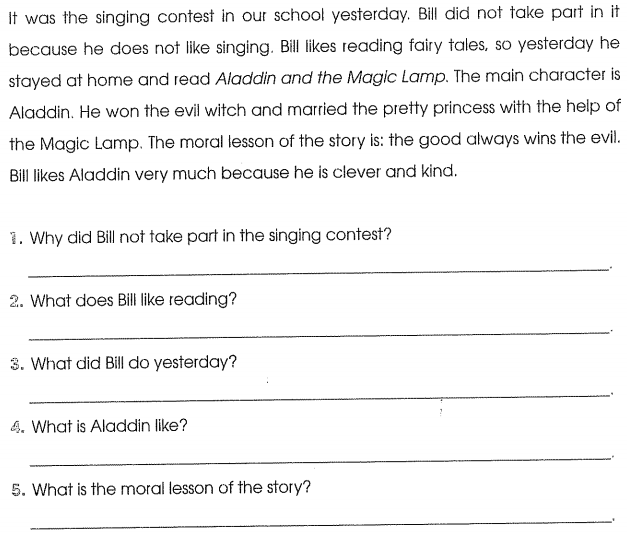 It was the singing contest in our school yesterday. Bill did not take part in it
because he does not like singing. Bill likes reading fairy tales, so yesterday he
stayed at home and read Aladdin and the Magic Lamp. The main character is
Aladdin. He won the evil witch and married the pretty princess with the help of
the Magic Lamp. The moral lesson of the story is: the good always wins the evil.
Bill likes Aladdin very much because he is clever and kind.
1. Why did Bill not take part in the singing contest?
2. What does Bill like reading?
3. What did Bill do yesterday?
4. What is Aladdin like?
5. What is the moral lesson of the story?